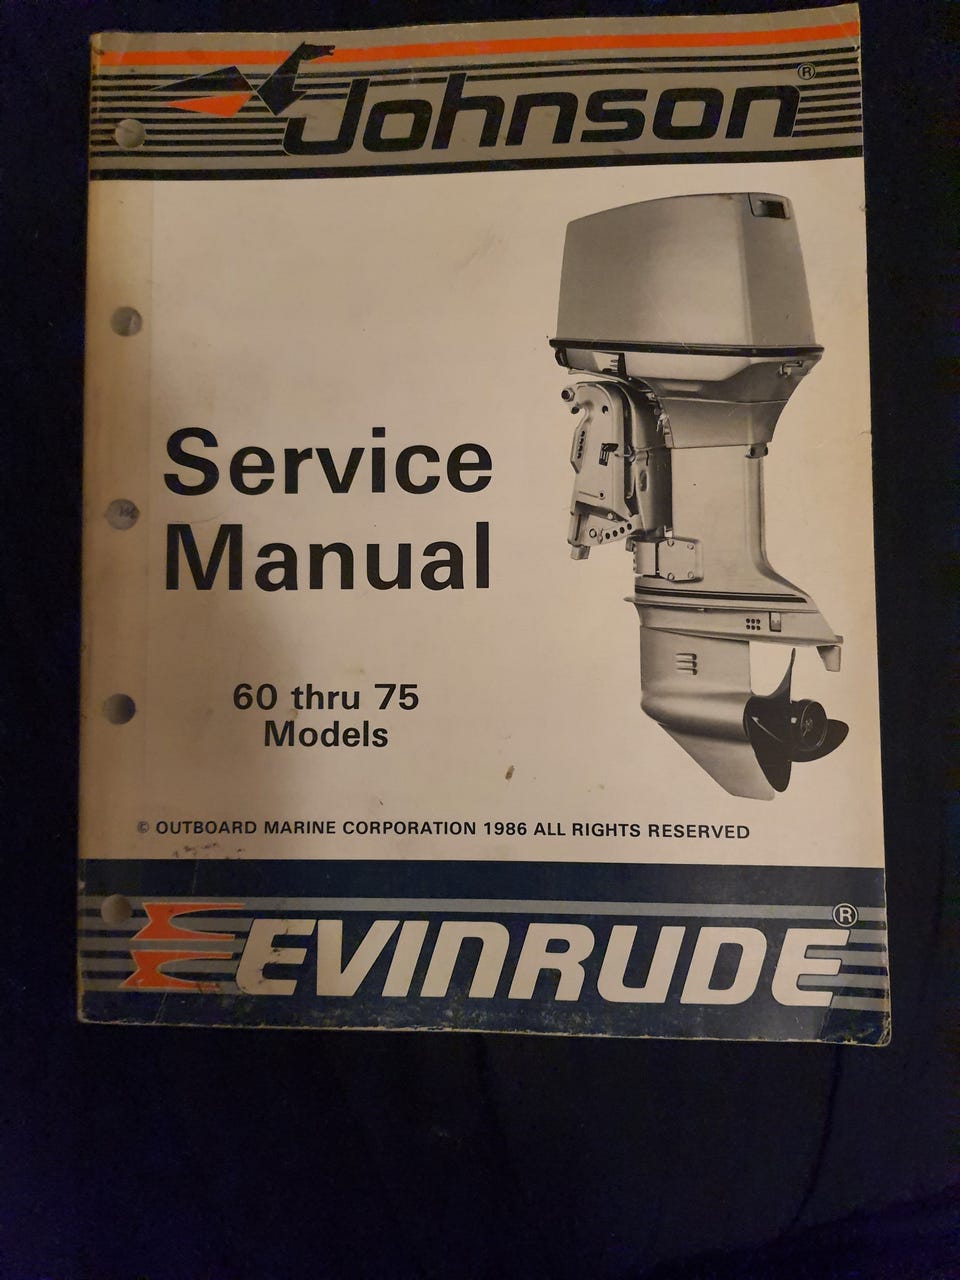 Johnson®
Service
Manual
60 thru 75
Models
© OUTBOARD MARINE CORPORATION 1986 ALL RIGHTS RESERVED
EVINRUDE®